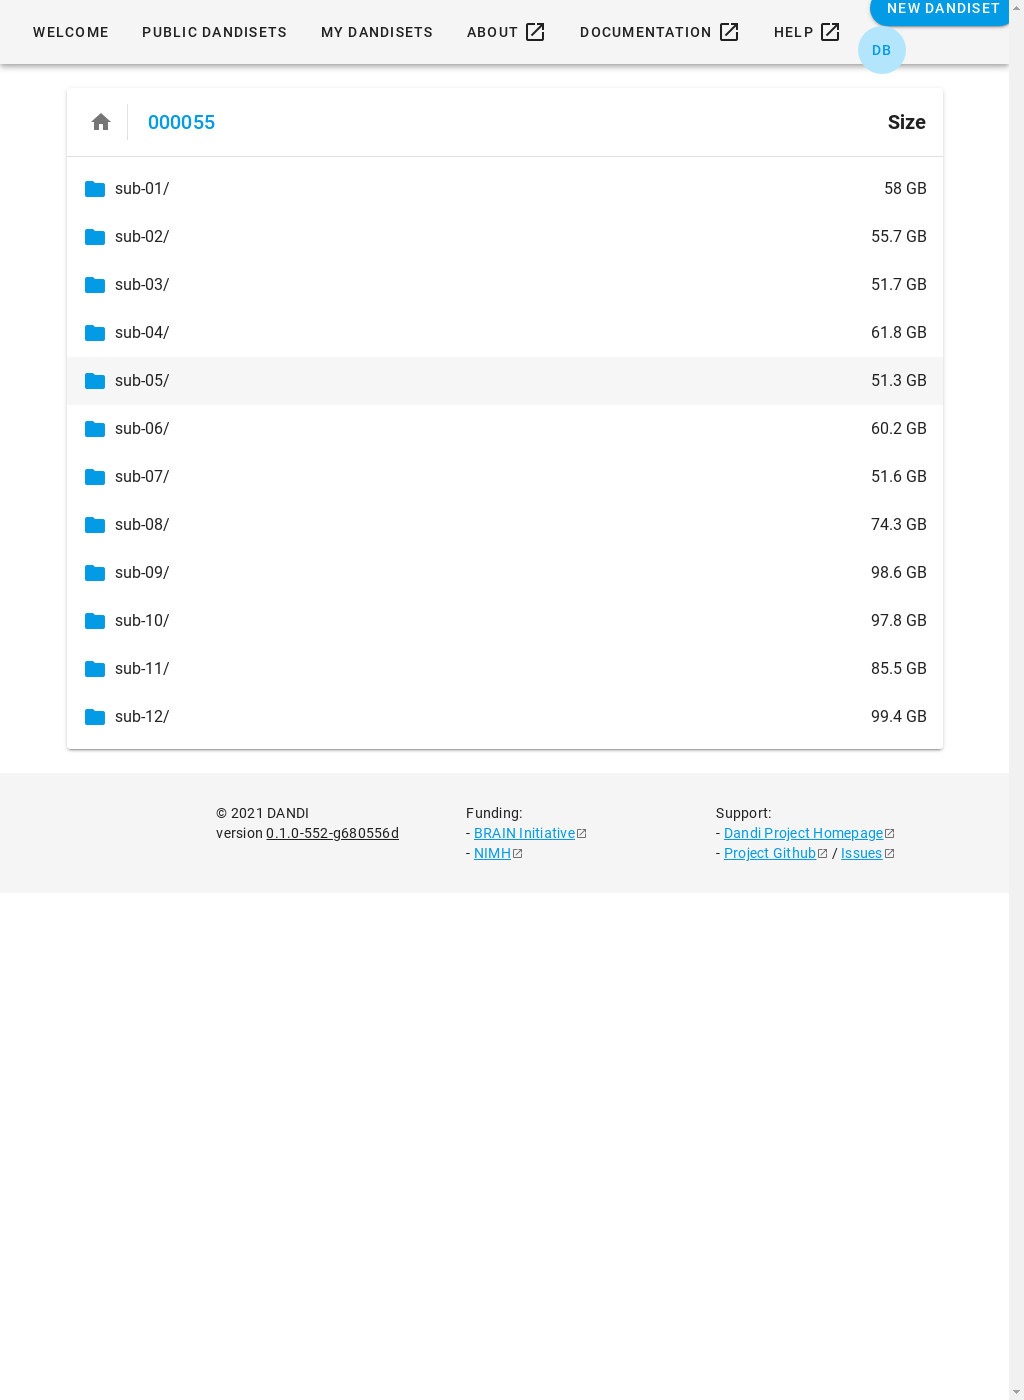 NEW DANDISET
WELCOME PUBLIC DANDISETS MY DANDISETS ABOUT DOCUMENTATION HELP
DB
000055 Size
sub-01/ 58 GB
sub-02/ 55.7 GB
sub-03/ 51.7 GB
sub-04/ 61.8 GB
sub-05/ 51.3 GB
sub-06/ 60.2 GB
sub-07/ 51.6 GB
sub-08/ 74.3 GB
sub-09/ 98.6 GB
sub-10/ 97.8 GB
sub-11/ 85.5 GB
sub-12/ 99.4 GB
© 2021 DANDI
version 0.1.0-552-g680556d
Funding:
- BRAIN Initiative
- NIMH
Support:
- Dandi Project Homepage
- Project Github / Issues